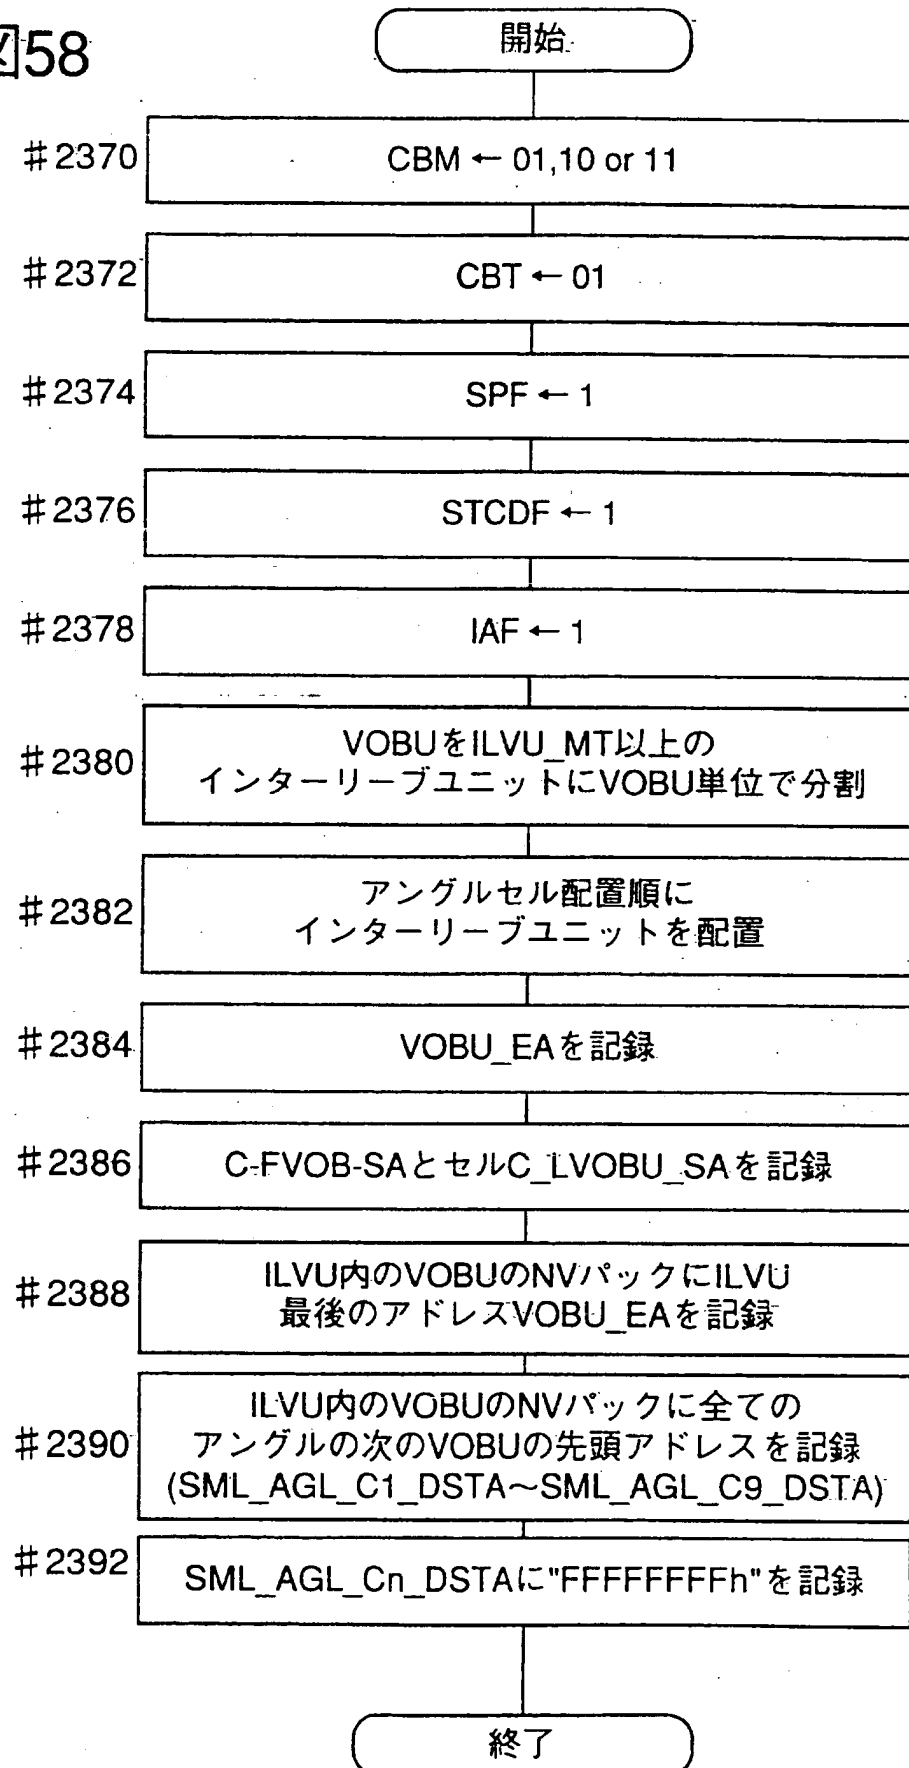 図58
開始
#2370
CBM ← 01,10 or 11
#2372
CBT ← 01
#2374
SPF ← 1
#2376
STCDF ← 1
#2378
IAF ← 1
#2380
VOBUをILVU_MT以上の
インターリーブユニットにVOBU単位で分割
#2382
アングルセル配置順に
インターリーブユニットを配置
#2384
VOBU_EAを記録
#2386
C-FVOB-SAとセルC_LVOBU_SAを記録
#2388
ILVU内のVOBUのNVパックにILVU
最後のアドレスVOBU_EAを記録
#2390
ILVU内のVOBUのNVパックに全ての
アングルの次のVOBUの先頭アドレスを記録
(SML_AGL_C1_DSTA～SML_AGL_C9_DSTA)
#2392
SML_AGL_Cn_DSTAに"FFFFFFFFh"を記録
終了